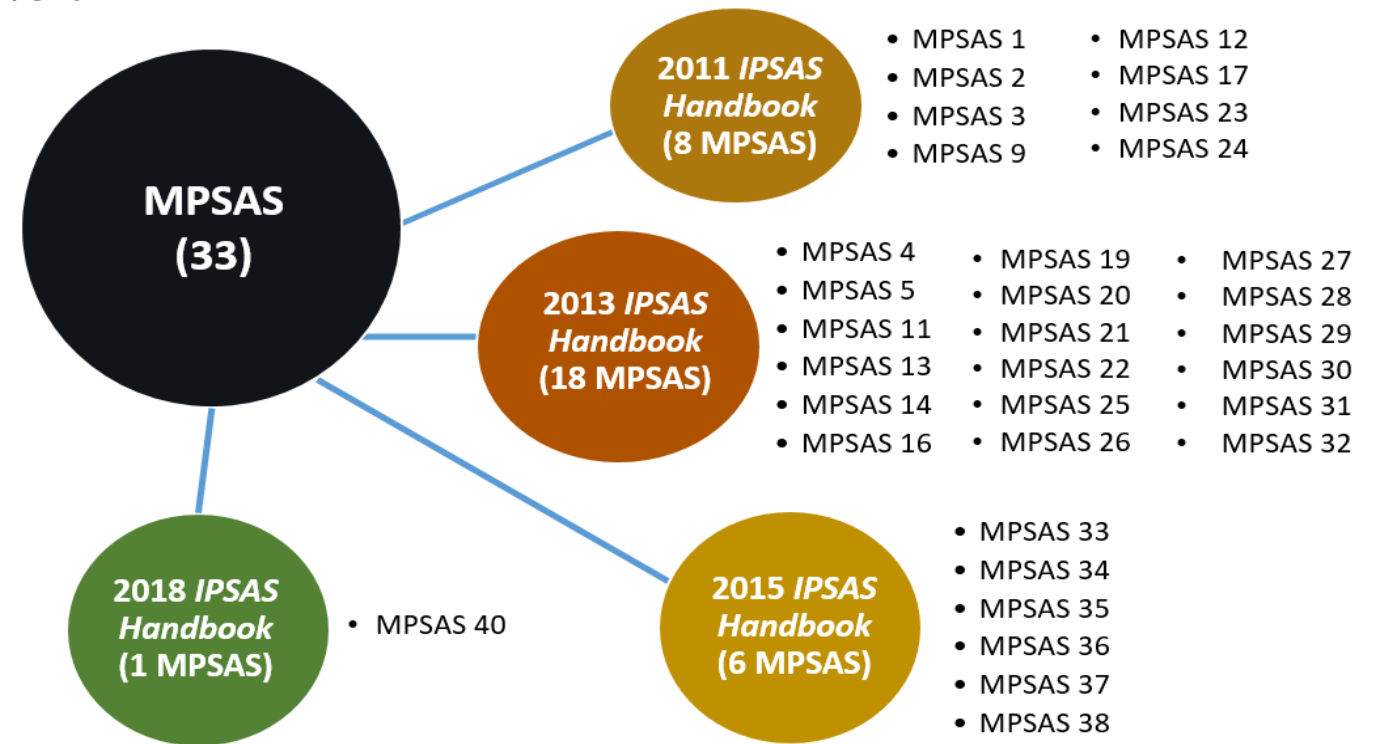 MPSAS
(33)
2011 IPSAS
Handbook
(8 MPSAS)
• MPSAS 1
• MPSAS 2
• MPSAS 3
• MPSAS 9
• MPSAS 12
• MPSAS 17
• MPSAS 23
• MPSAS 24
2013 IPSAS
Handbook
(18 MPSAS)
• MPSAS 4
• MPSAS 5
• MPSAS 11
• MPSAS 13
• MPSAS 14
• MPSAS 16
• MPSAS 19
• MPSAS 20
• MPSAS 21
• MPSAS 22
• MPSAS 25
• MPSAS 26
• MPSAS 27
• MPSAS 28
• MPSAS 29
• MPSAS 30
• MPSAS 31
• MPSAS 32
2018 IPSAS
Handbook
(1 MPSAS)
• MPSAS 40
2015 IPSAS
Handbook
(6 MPSAS)
• MPSAS 33
• MPSAS 34
• MPSAS 35
• MPSAS 36
• MPSAS 37
• MPSAS 38